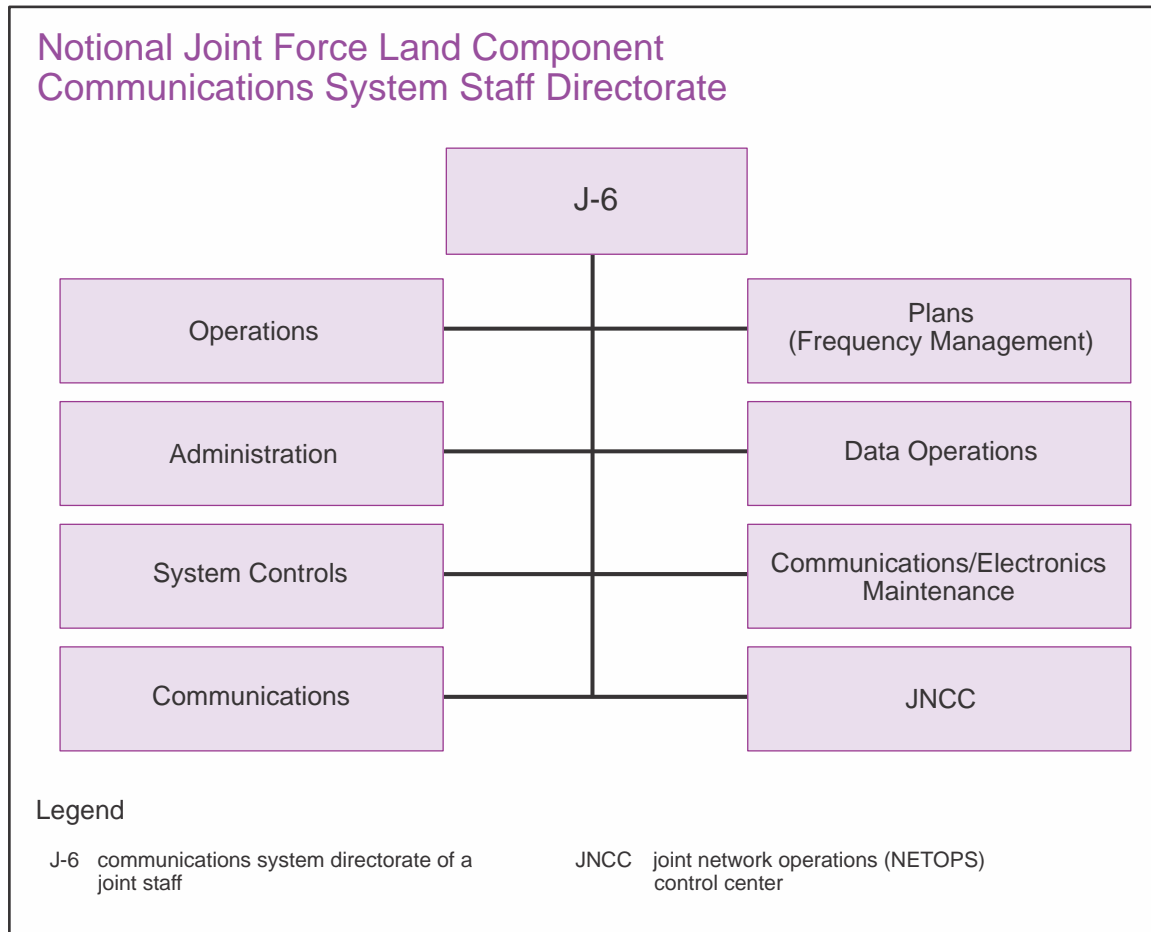 Notional Joint Force Land Component
Communications System Staff Directorate
J-6
Operations
Plans
(Frequency Management)
Administration
Data Operations
System Controls
Communications/Electronics
Maintenance
Communications
JNCC
Legend
J-6 communications system directorate of a
joint staff
JNCC joint network operations (NETOPS)
control center